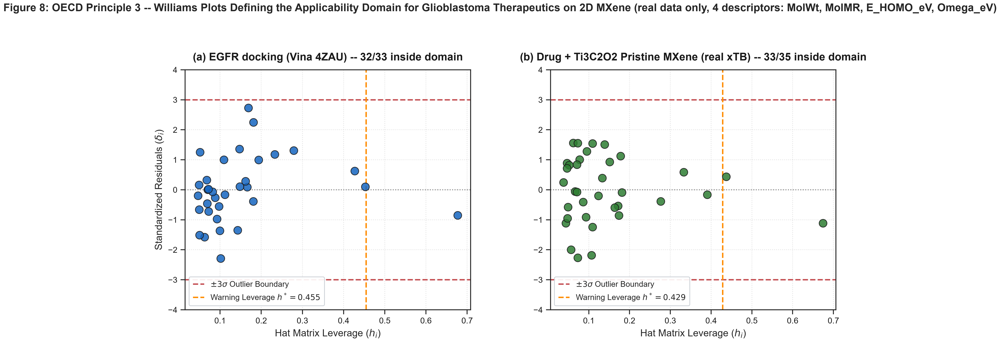 Figure 8: OECD Principle 3 -- Williams Plots Defining the Applicability Domain for Glioblastoma Therapeutics on 2D MXene (real data only, 4 descriptors: MolWt, MolMR, E_HOMO_eV, Omega_eV)
(a) EGFR docking (Vina 4ZAU) -- 32/33 inside domain
4
3
2
1
0
−1
−2
−3
−4
Standardized Residuals (δᵢ)
±3σ Outlier Boundary
Warning Leverage h* = 0.455
0.1 0.2 0.3 0.4 0.5 0.6 0.7
Hat Matrix Leverage (hᵢ)
(b) Drug + Ti3C2O2 Pristine MXene (real xTB) -- 33/35 inside domain
4
3
2
1
0
−1
−2
−3
−4
±3σ Outlier Boundary
Warning Leverage h* = 0.429
0.1 0.2 0.3 0.4 0.5 0.6 0.7
Hat Matrix Leverage (hᵢ)